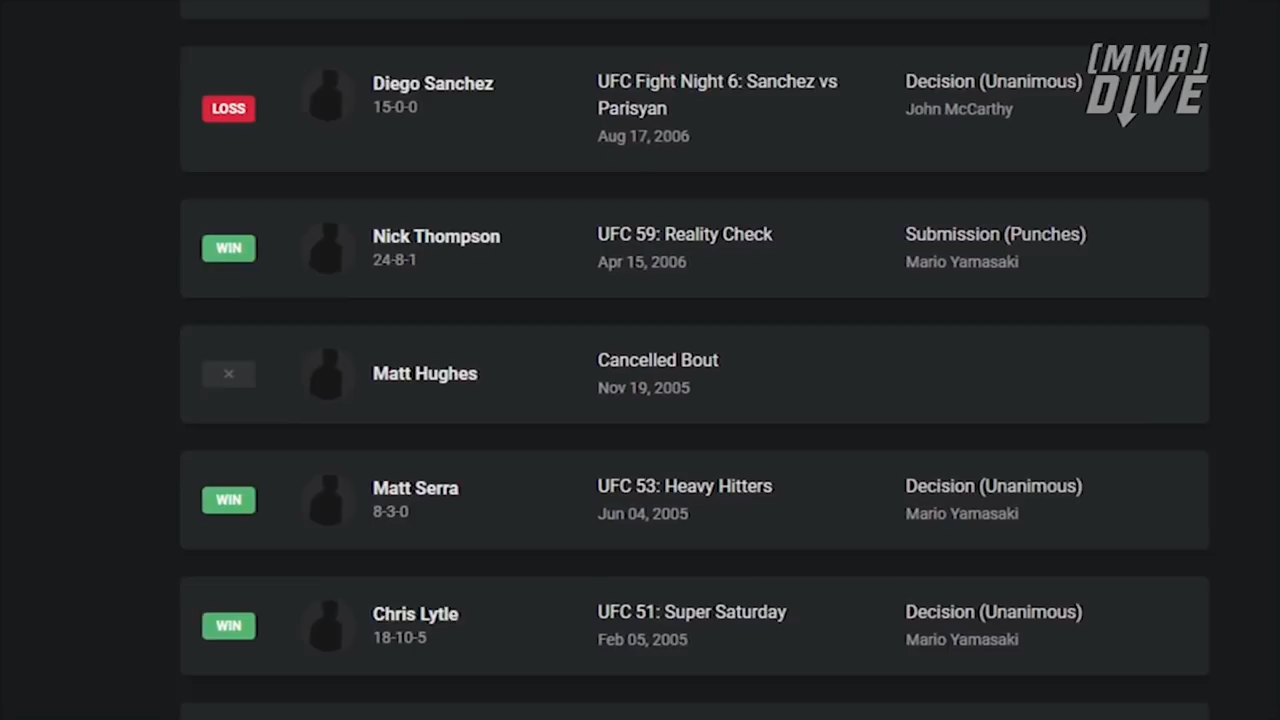 [MMA]
DIVE
LOSS
Diego Sanchez
15-0-0
UFC Fight Night 6: Sanchez vs
Parisyan
Aug 17, 2006
Decision (Unanimous)
John McCarthy
WIN
Nick Thompson
24-8-1
UFC 59: Reality Check
Apr 15, 2006
Submission (Punches)
Mario Yamasaki
×
Matt Hughes
Cancelled Bout
Nov 19, 2005
WIN
Matt Serra
8-3-0
UFC 53: Heavy Hitters
Jun 04, 2005
Decision (Unanimous)
Mario Yamasaki
WIN
Chris Lytle
18-10-5
UFC 51: Super Saturday
Feb 05, 2005
Decision (Unanimous)
Mario Yamasaki